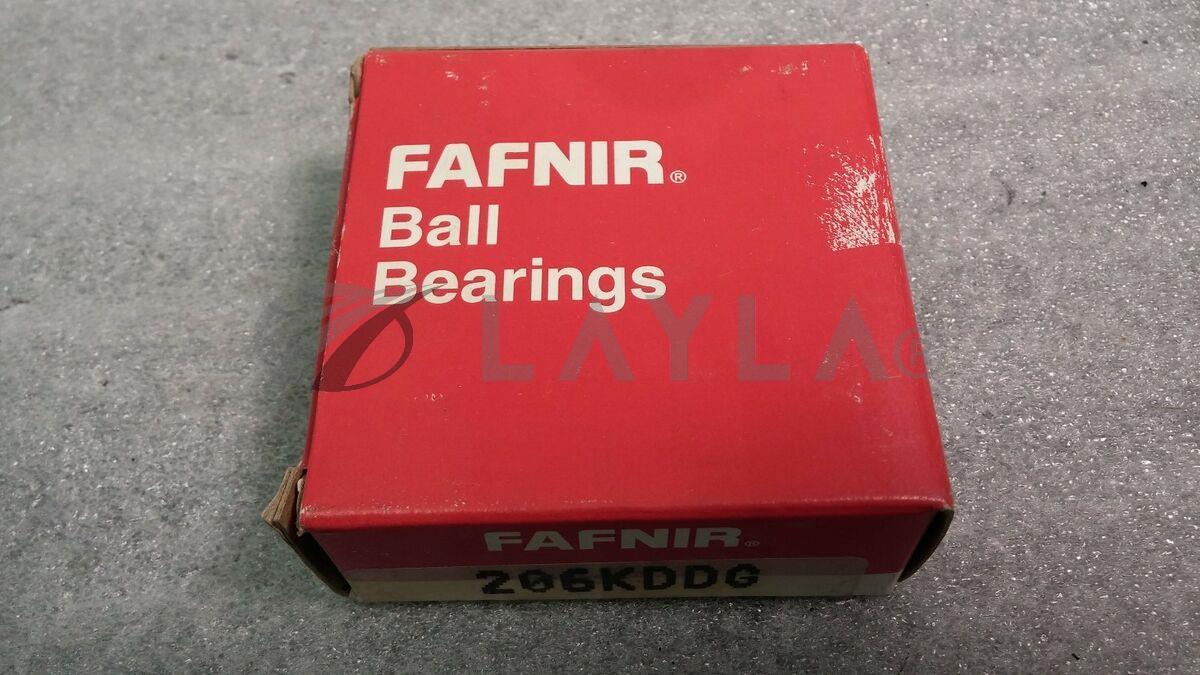 FAFNIR®
Ball
Bearings
LAYLA
FAFNIR®
206KDDG